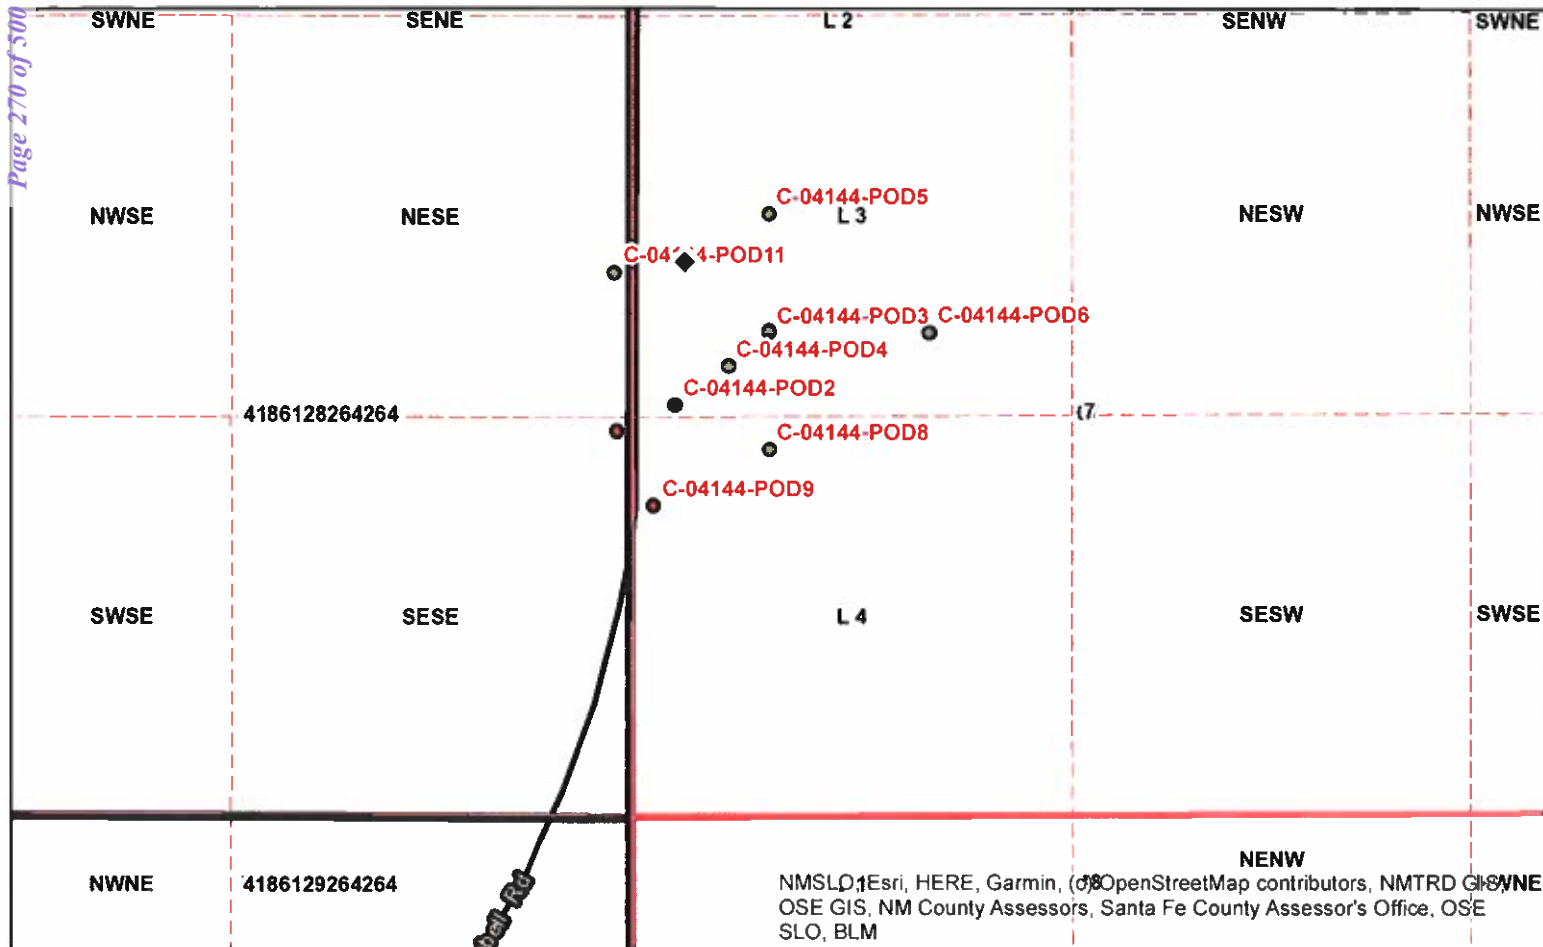 Page 270 of 500
SWNE SENE L 2 SENW SWNE
C-04144-POD5
NWSE NESE L 3 NESW NWSE
-POD11
C-04144-POD3 C-04144-POD6
C-04144-POD4
C-04144-POD2
4186128264264
C-04144-POD8
C-04144-POD9
SWSE SESE L 4 SESW SWSE
NENW
NWNE 4186129264264
NMSLO, Esri, HERE, Garmin, (c) OpenStreetMap contributors, NMTRD GIS,
OSE GIS, NM County Assessors, Santa Fe County Assessor's Office, OSE
SLO, BLM
Rd